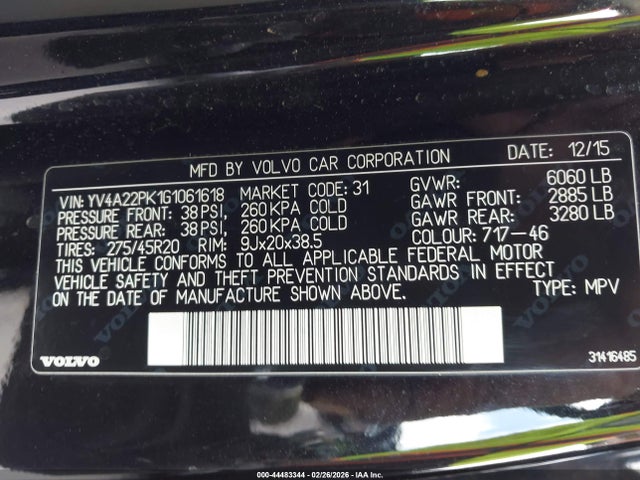 MFD BY VOLVO CAR CORPORATION DATE: 12/15
VIN: YV4A22PK1G1061618 MARKET CODE: 31 GVWR: 6060 LB
PRESSURE FRONT: 38 PSI, 260 KPA COLD GAWR FRONT: 2885 LB
PRESSURE REAR: 38 PSI, 260 KPA COLD GAWR REAR: 3280 LB
TIRES: 275/45R20 RIM: 9Jx20x38.5 COLOUR: 717-46
THIS VEHICLE CONFORMS TO ALL APPLICABLE FEDERAL MOTOR
VEHICLE SAFETY AND THEFT PREVENTION STANDARDS IN EFFECT
ON THE DATE OF MANUFACTURE SHOWN ABOVE. TYPE: MPV
VOLVO 31416485
000-44483344 - 02/26/2026 - IAA Inc.